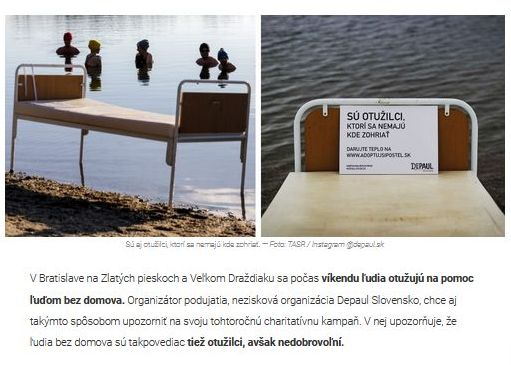 SÚ OTUŽILCI,
KTORÍ SA NEMAJÚ
KDE ZOHRIAŤ
DARUJTE TEPLO NA
WWW.ADOPTUJSIPOSTEL.SK
DEPAUL
Sú aj otužilci, ktorí sa nemajú kde zohriať. — Foto: TASR / Instagram @depaul.sk
V Bratislave na Zlatých pieskoch a Veľkom Draždiaku sa počas víkendu ľudia otužujú na pomoc
ľuďom bez domova. Organizátor podujatia, nezisková organizácia Depaul Slovensko, chce aj
takýmto spôsobom upozorniť na svoju tohtoročnú charitatívnu kampaň. V nej upozorňuje, že
ľudia bez domova sú takpovediac tiež otužilci, avšak nedobrovoľní.